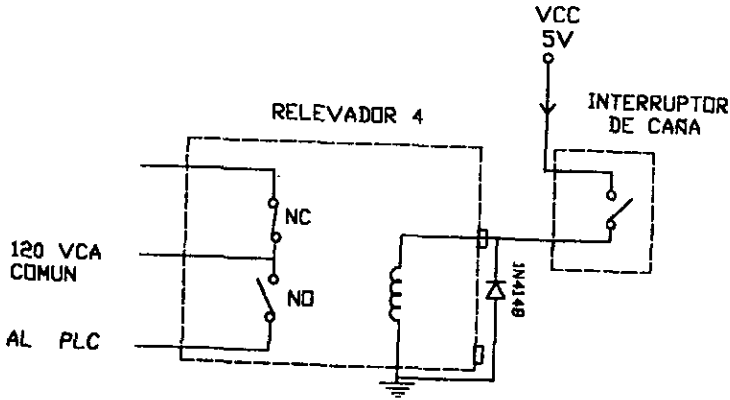 VCC
5V
RELEVADOR 4
INTERRUPTOR
DE CAÑA
NC
120 VCA
COMUN
NO
1N4148
AL PLC